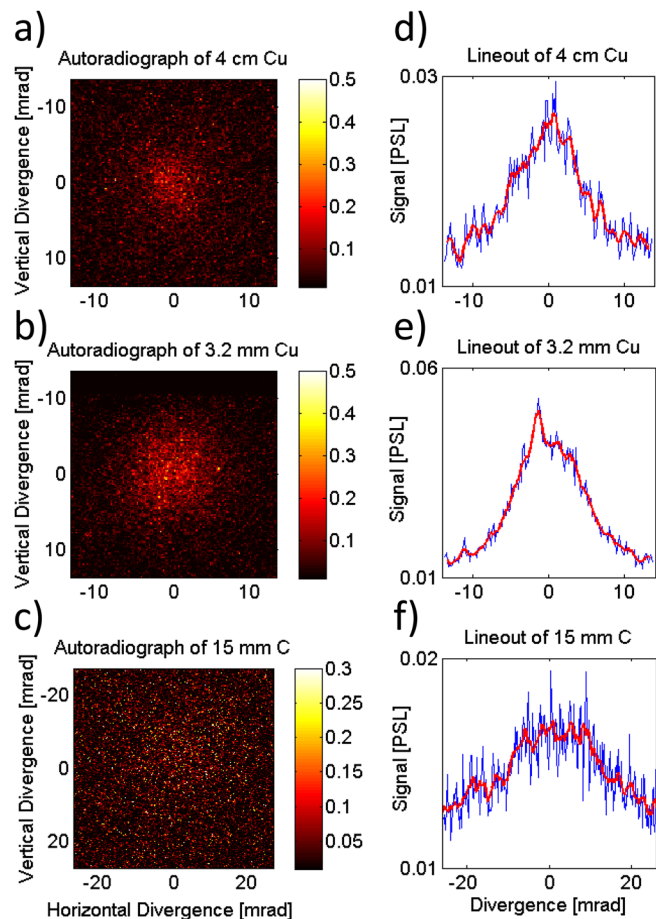 a)
Autoradiograph of 4 cm Cu
Vertical Divergence [mrad]
-10
0
10
-10 0 10
0.5
0.4
0.3
0.2
0.1
d)
Lineout of 4 cm Cu
Signal [PSL]
0.03
0.01
-10 0 10
b)
Autoradiograph of 3.2 mm Cu
Vertical Divergence [mrad]
-10
0
10
-10 0 10
0.5
0.4
0.3
0.2
0.1
e)
Lineout of 3.2 mm Cu
Signal [PSL]
0.06
0.01
-10 0 10
c)
Autoradiograph of 15 mm C
Vertical Divergence [mrad]
-20
0
20
-20 0 20
Horizontal Divergence [mrad]
0.3
0.25
0.2
0.15
0.1
0.05
f)
Lineout of 15 mm C
Signal [PSL]
0.02
0.01
-20 0 20
Divergence [mrad]